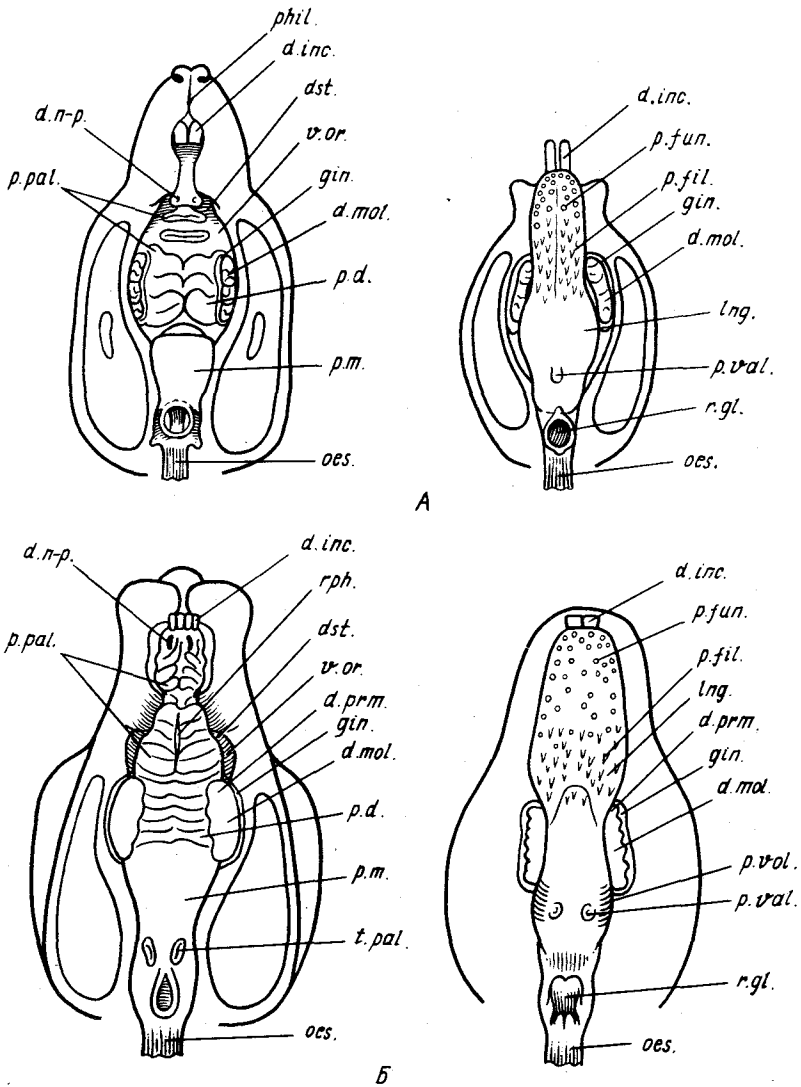 phil.
d.inc.
dst.
d.n-p.
v.or.
p.pal.
gin.
d.mol.
p.d.
p.m.
oes.
d.inc.
p.fun.
p.fil.
gin.
d.mol.
lng.
p.val.
r.gl.
oes.
А
d.n-p.
d.inc.
rph.
dst.
p.pal.
v.or.
d.prm.
gin.
d.mol.
p.d.
p.m.
t.pal.
oes.
d.inc.
p.fun.
p.fil.
lng.
d.prm.
gin.
d.mol.
p.vol.
p.val.
r.gl.
oes.
Б